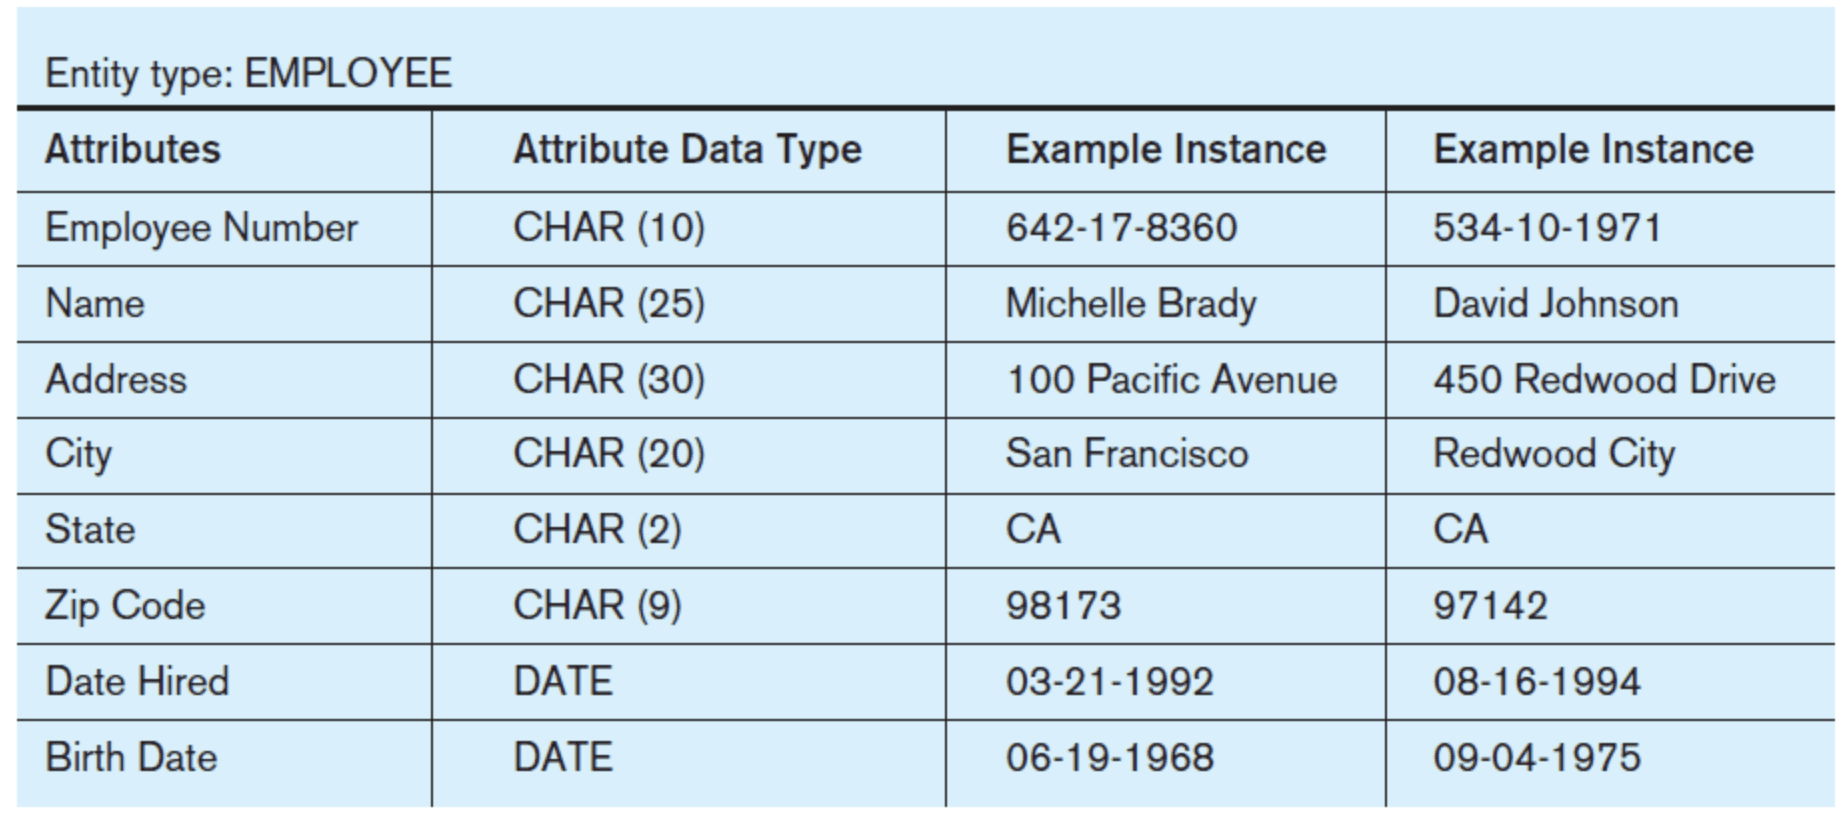 Entity type: EMPLOYEE
Attributes Attribute Data Type Example Instance Example Instance
Employee Number CHAR (10) 642-17-8360 534-10-1971
Name CHAR (25) Michelle Brady David Johnson
Address CHAR (30) 100 Pacific Avenue 450 Redwood Drive
City CHAR (20) San Francisco Redwood City
State CHAR (2) CA CA
Zip Code CHAR (9) 98173 97142
Date Hired DATE 03-21-1992 08-16-1994
Birth Date DATE 06-19-1968 09-04-1975